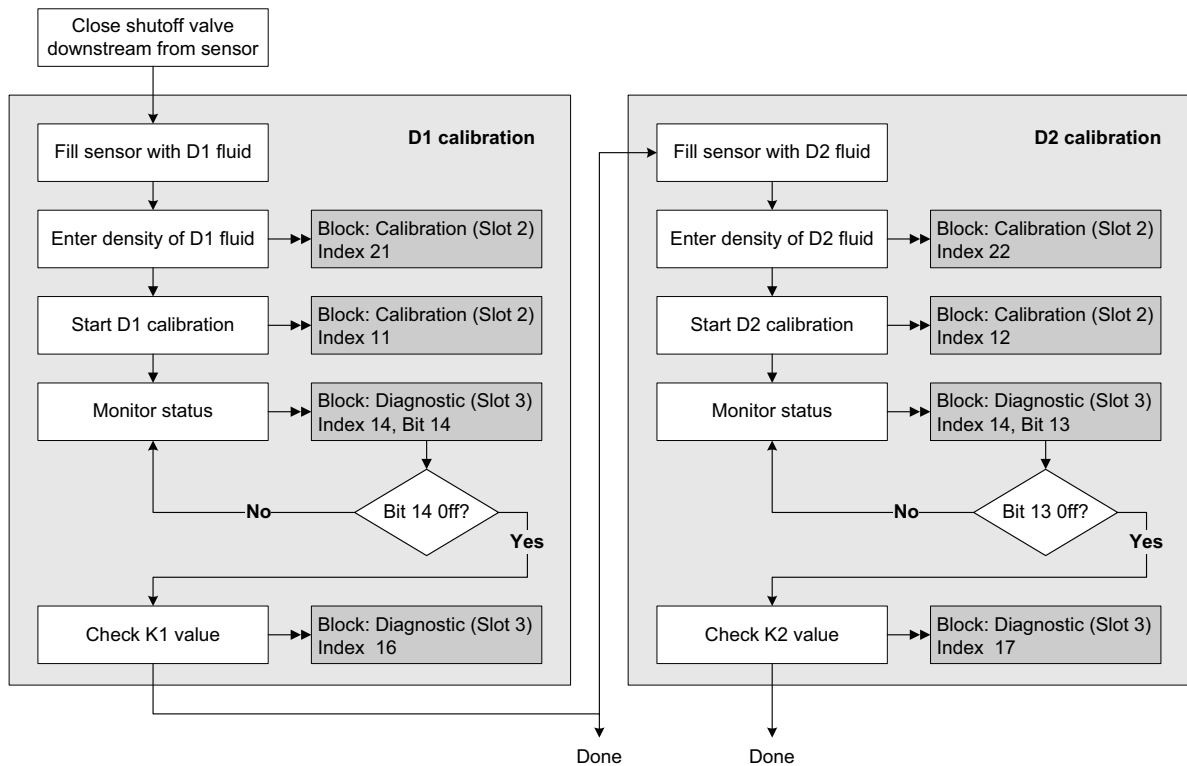 Close shutoff valve
downstream from sensor
D1 calibration
Fill sensor with D1 fluid
Enter density of D1 fluid
Block: Calibration (Slot 2)
Index 21
Start D1 calibration
Block: Calibration (Slot 2)
Index 11
Monitor status
Block: Diagnostic (Slot 3)
Index 14, Bit 14
Bit 14 0ff?
No
Yes
Check K1 value
Block: Diagnostic (Slot 3)
Index 16
Done
D2 calibration
Fill sensor with D2 fluid
Enter density of D2 fluid
Block: Calibration (Slot 2)
Index 22
Start D2 calibration
Block: Calibration (Slot 2)
Index 12
Monitor status
Block: Diagnostic (Slot 3)
Index 14, Bit 13
Bit 13 0ff?
No
Yes
Check K2 value
Block: Diagnostic (Slot 3)
Index 17
Done